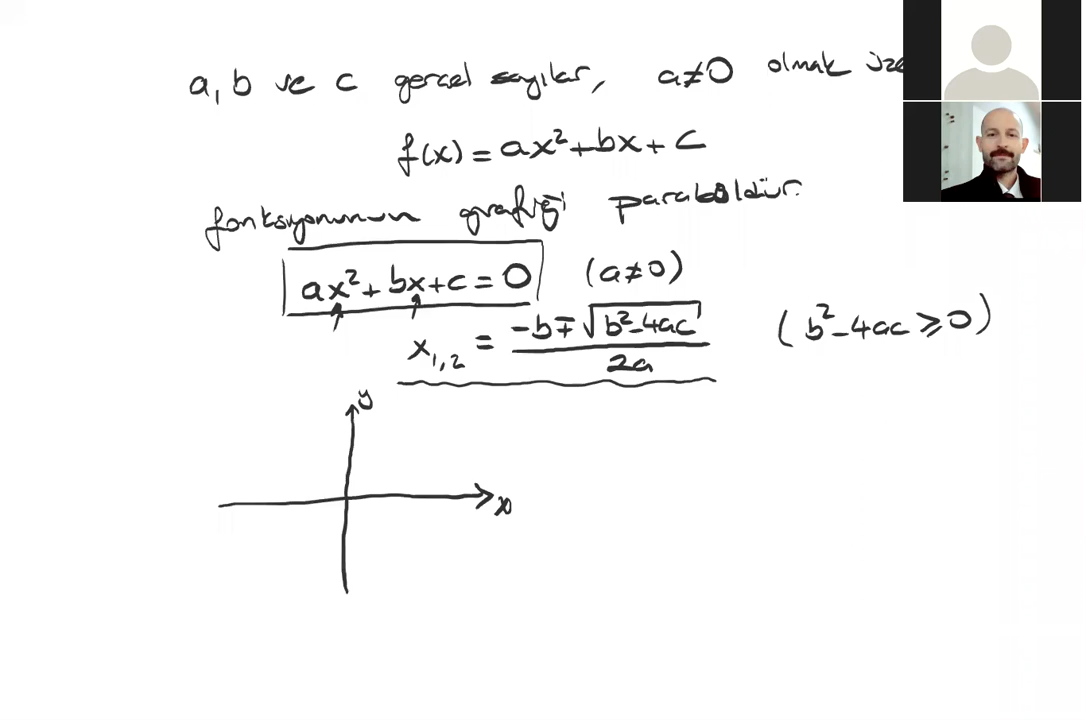 a, b ve c gerçel sayılar, a≠0 olmak üze
f(x) = ax²+bx+c
fonksiyonunun grafiği paraboldür.
ax²+bx+c=0 (a≠0)
x₁,₂ = (-b∓√(b²-4ac))/(2a) (b²-4ac≥0)
y
x